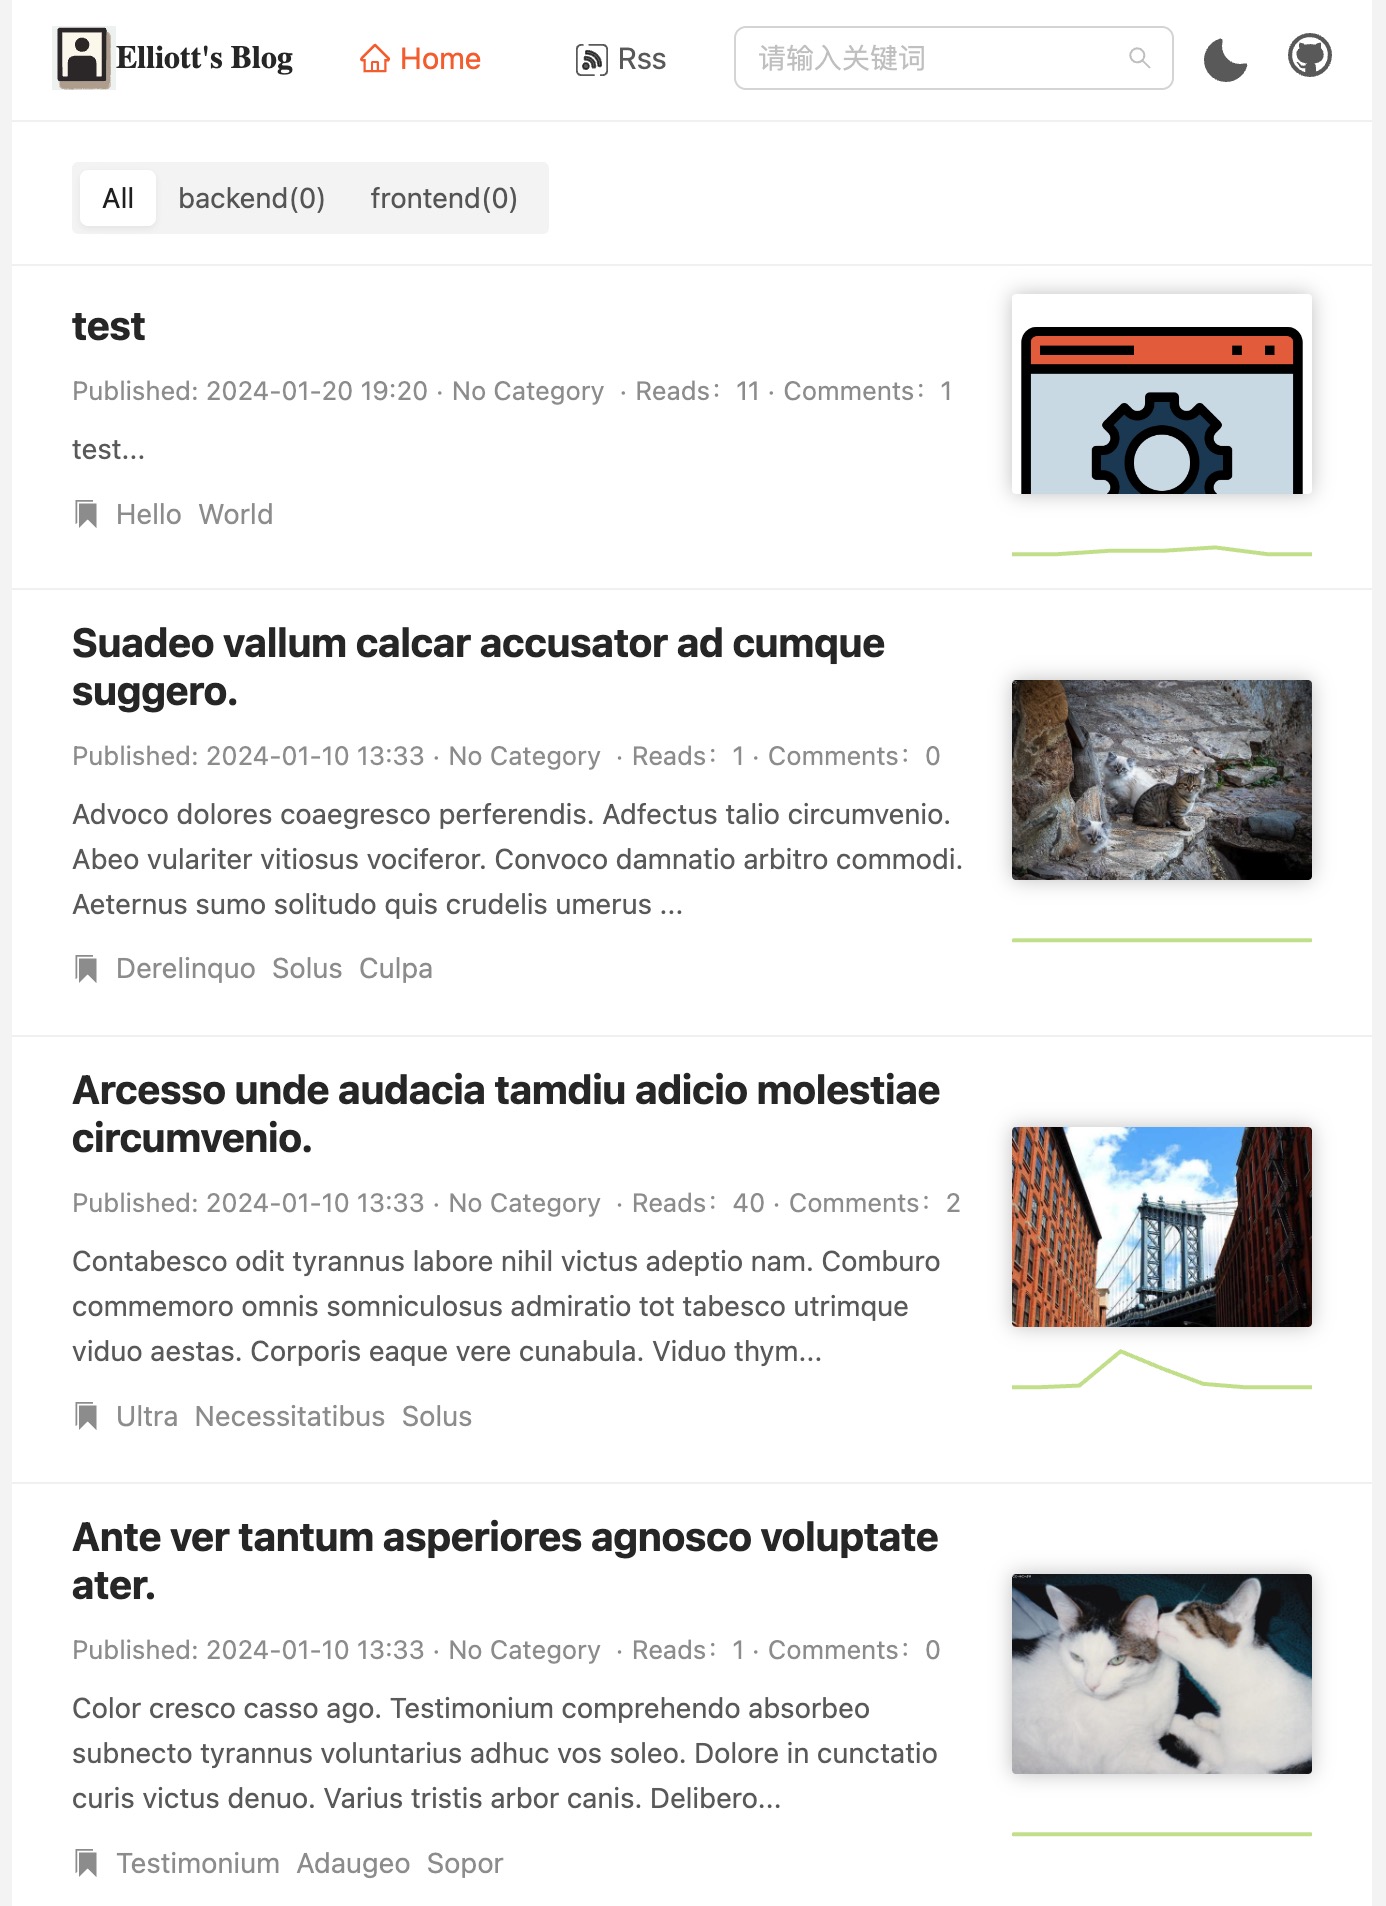 Elliott's Blog
Home
Rss
请输入关键词
All
backend(0)
frontend(0)
test
Published: 2024-01-20 19:20 · No Category · Reads：11 · Comments：1
test...
Hello World
Suadeo vallum calcar accusator ad cumque
suggero.
Published: 2024-01-10 13:33 · No Category · Reads：1 · Comments：0
Advoco dolores coaegresco perferendis. Adfectus talio circumvenio.
Abeo vulariter vitiosus vociferor. Convoco damnatio arbitro commodi.
Aeternus sumo solitudo quis crudelis umerus ...
Derelinquo Solus Culpa
Arcesso unde audacia tamdiu adicio molestiae
circumvenio.
Published: 2024-01-10 13:33 · No Category · Reads：40 · Comments：2
Contabesco odit tyrannus labore nihil victus adeptio nam. Comburo
commemoro omnis somniculosus admiratio tot tabesco utrimque
viduo aestas. Corporis eaque vere cunabula. Viduo thym...
Ultra Necessitatibus Solus
Ante ver tantum asperiores agnosco voluptate
ater.
Published: 2024-01-10 13:33 · No Category · Reads：1 · Comments：0
Color cresco casso ago. Testimonium comprehendo absorbeo
subnecto tyrannus voluntarius adhuc vos soleo. Dolore in cunctatio
curis victus denuo. Varius tristis arbor canis. Delibero...
Testimonium Adaugeo Sopor